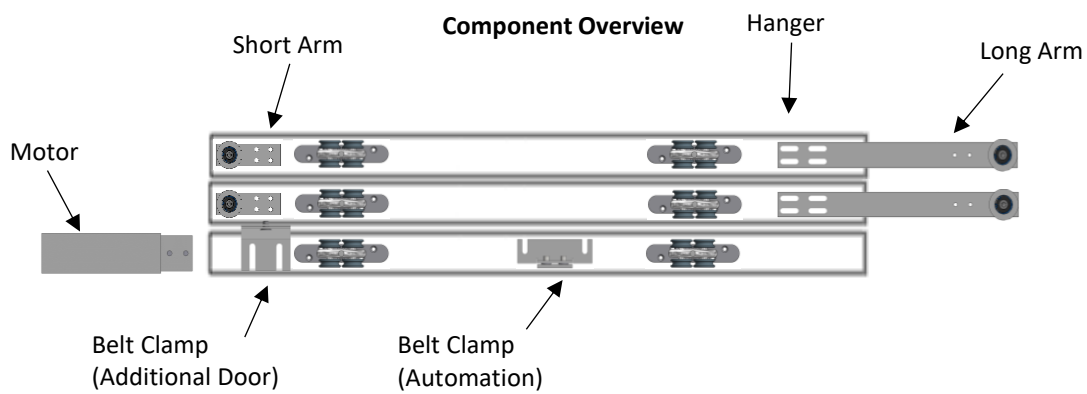 Component Overview
Hanger
Short Arm
Long Arm
Motor
Belt Clamp
(Additional Door)
Belt Clamp
(Automation)